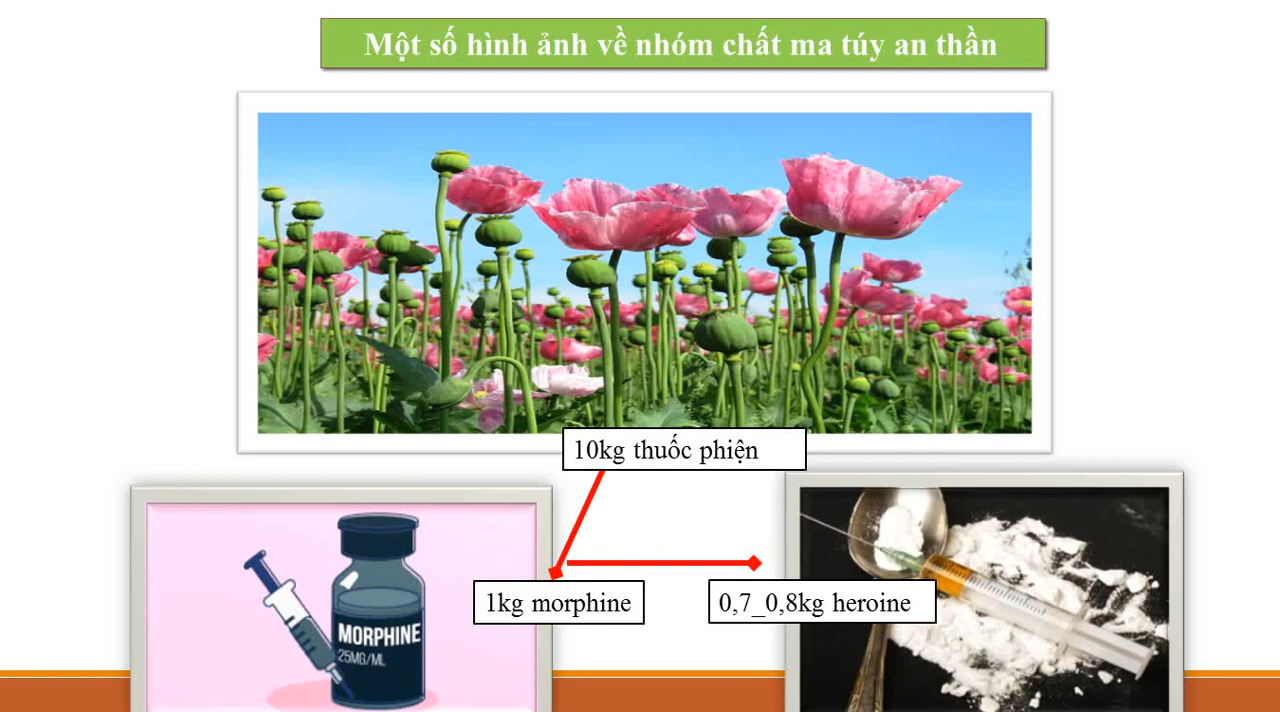 Một số hình ảnh về nhóm chất ma túy an thần
10kg thuốc phiện
1kg morphine
0,7_0,8kg heroine
MORPHINE
25MG/ML